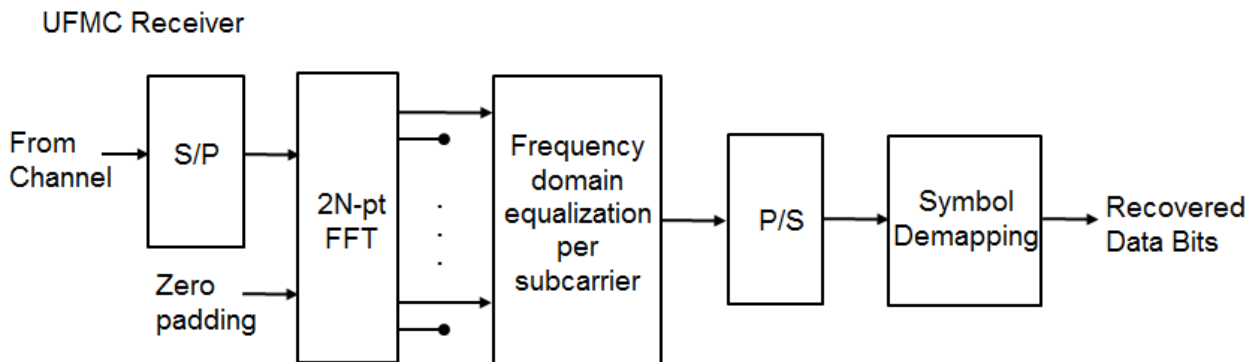 UFMC Receiver
From
Channel
S/P
Zero
padding
2N-pt
FFT
Frequency
domain
equalization
per
subcarrier
P/S
Symbol
Demapping
Recovered
Data Bits